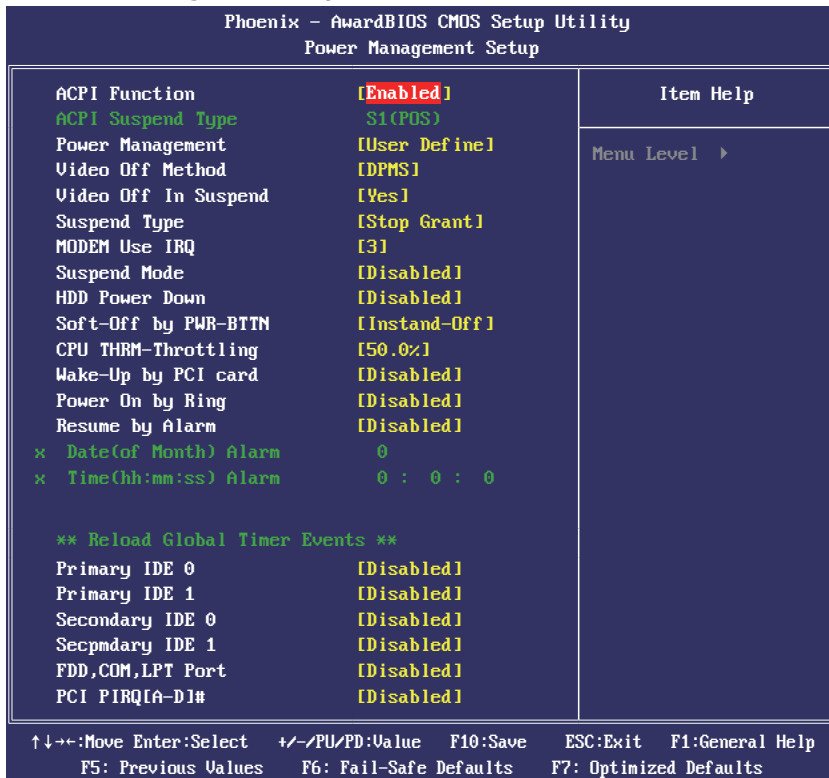 Phoenix - AwardBIOS CMOS Setup Utility
Power Management Setup
ACPI Function [Enabled]
ACPI Suspend Type S1(POS)
Power Management [User Define]
Video Off Method [DPMS]
Video Off In Suspend [Yes]
Suspend Type [Stop Grant]
MODEM Use IRQ [3]
Suspend Mode [Disabled]
HDD Power Down [Disabled]
Soft-Off by PWR-BTTN [Instand-Off]
CPU THRM-Throttling [50.0%]
Wake-Up by PCI card [Disabled]
Power On by Ring [Disabled]
Resume by Alarm [Disabled]
x Date(of Month) Alarm 0
x Time(hh:mm:ss) Alarm 0 : 0 : 0
** Reload Global Timer Events **
Primary IDE 0 [Disabled]
Primary IDE 1 [Disabled]
Secondary IDE 0 [Disabled]
Secpmdary IDE 1 [Disabled]
FDD,COM,LPT Port [Disabled]
PCI PIRQ[A-D]# [Disabled]
Item Help
Menu Level ▸
↑↓→←:Move Enter:Select +/-/PU/PD:Value F10:Save ESC:Exit F1:General Help
F5: Previous Values F6: Fail-Safe Defaults F7: Optimized Defaults